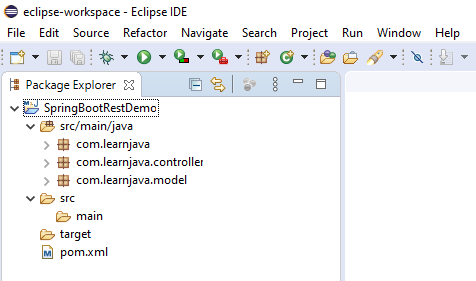 eclipse-workspace - Eclipse IDE
File Edit Source Refactor Navigate Search Project Run Window Help
Package Explorer
SpringBootRestDemo
src/main/java
com.learnjava
com.learnjava.controller
com.learnjava.model
src
main
target
pom.xml